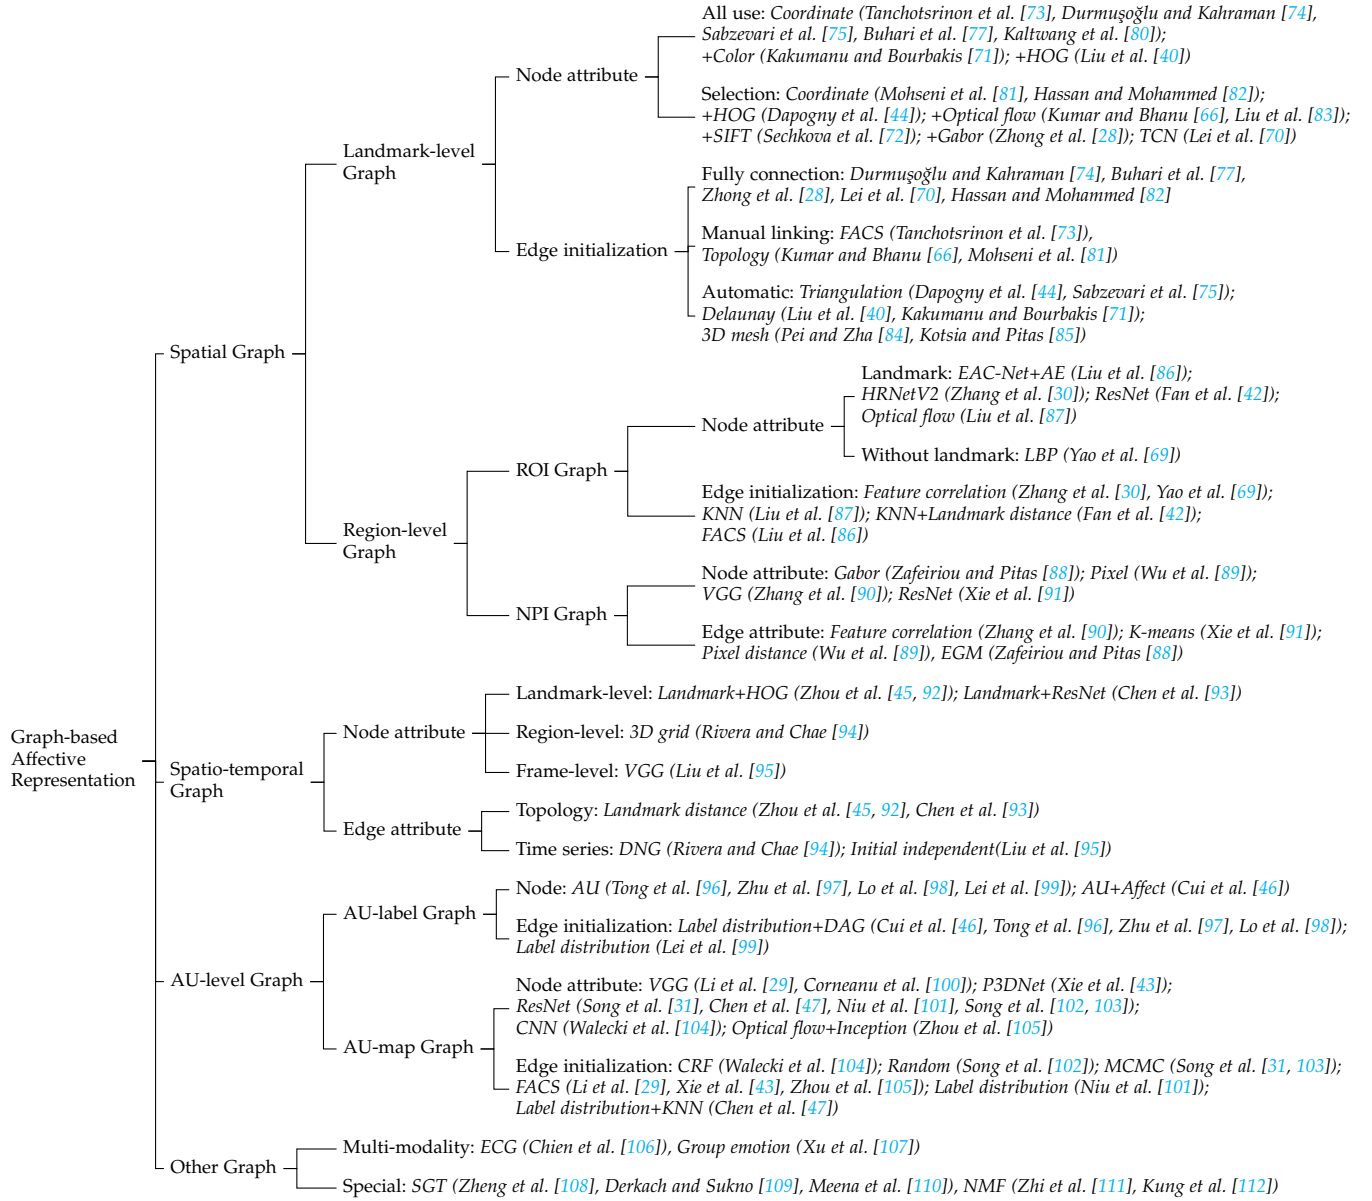 All use: Coordinate (Tanchotsrinon et al. [73], Durmuşoğlu and Kahraman [74],
Sabzevari et al. [75], Buhari et al. [77], Kaltwang et al. [80]);
+Color (Kakumanu and Bourbakis [71]); +HOG (Liu et al. [40])
Node attribute
Selection: Coordinate (Mohseni et al. [81], Hassan and Mohammed [82]);
+HOG (Dapogny et al. [44]); +Optical flow (Kumar and Bhanu [66], Liu et al. [83]);
+SIFT (Sechkova et al. [72]); +Gabor (Zhong et al. [28]); TCN (Lei et al. [70])
Landmark-level
Graph
Fully connection: Durmuşoğlu and Kahraman [74], Buhari et al. [77],
Zhong et al. [28], Lei et al. [70], Hassan and Mohammed [82]
Edge initialization
Manual linking: FACS (Tanchotsrinon et al. [73]),
Topology (Kumar and Bhanu [66], Mohseni et al. [81])
Automatic: Triangulation (Dapogny et al. [44], Sabzevari et al. [75]);
Delaunay (Liu et al. [40], Kakumanu and Bourbakis [71]);
3D mesh (Pei and Zha [84], Kotsia and Pitas [85])
Spatial Graph
Landmark: EAC-Net+AE (Liu et al. [86]);
HRNetV2 (Zhang et al. [30]); ResNet (Fan et al. [42]);
Optical flow (Liu et al. [87])
Node attribute
Without landmark: LBP (Yao et al. [69])
ROI Graph
Edge initialization: Feature correlation (Zhang et al. [30], Yao et al. [69]);
KNN (Liu et al. [87]); KNN+Landmark distance (Fan et al. [42]);
FACS (Liu et al. [86])
Region-level
Graph
Node attribute: Gabor (Zafeiriou and Pitas [88]); Pixel (Wu et al. [89]);
VGG (Zhang et al. [90]); ResNet (Xie et al. [91])
NPI Graph
Edge attribute: Feature correlation (Zhang et al. [90]); K-means (Xie et al. [91]);
Pixel distance (Wu et al. [89]), EGM (Zafeiriou and Pitas [88])
Graph-based
Affective
Representation
Landmark-level: Landmark+HOG (Zhou et al. [45, 92]); Landmark+ResNet (Chen et al. [93])
Node attribute
Region-level: 3D grid (Rivera and Chae [94])
Frame-level: VGG (Liu et al. [95])
Spatio-temporal
Graph
Topology: Landmark distance (Zhou et al. [45, 92], Chen et al. [93])
Edge attribute
Time series: DNG (Rivera and Chae [94]); Initial independent(Liu et al. [95])
Node: AU (Tong et al. [96], Zhu et al. [97], Lo et al. [98], Lei et al. [99]); AU+Affect (Cui et al. [46])
AU-label Graph
Edge initialization: Label distribution+DAG (Cui et al. [46], Tong et al. [96], Zhu et al. [97], Lo et al. [98]);
Label distribution (Lei et al. [99])
AU-level Graph
Node attribute: VGG (Li et al. [29], Corneanu et al. [100]); P3DNet (Xie et al. [43]);
ResNet (Song et al. [31], Chen et al. [47], Niu et al. [101], Song et al. [102, 103]);
CNN (Walecki et al. [104]); Optical flow+Inception (Zhou et al. [105])
AU-map Graph
Edge initialization: CRF (Walecki et al. [104]); Random (Song et al. [102]); MCMC (Song et al. [31, 103]);
FACS (Li et al. [29], Xie et al. [43], Zhou et al. [105]); Label distribution (Niu et al. [101]);
Label distribution+KNN (Chen et al. [47])
Multi-modality: ECG (Chien et al. [106]), Group emotion (Xu et al. [107])
Other Graph
Special: SGT (Zheng et al. [108], Derkach and Sukno [109], Meena et al. [110]), NMF (Zhi et al. [111], Kung et al. [112])